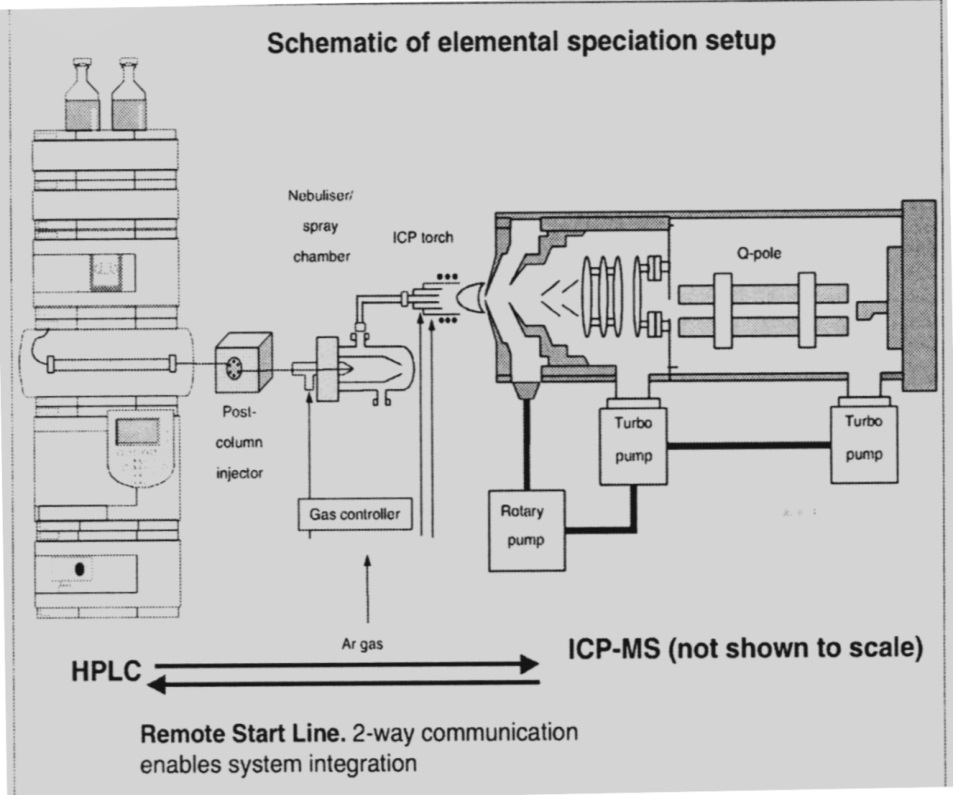 Schematic of elemental speciation setup
Nebuliser/
spray
chamber
ICP torch
Q-pole
Post-
column
injector
Turbo
pump
Turbo
pump
Gas controller
Rotary
pump
Ar gas
HPLC
ICP-MS (not shown to scale)
Remote Start Line. 2-way communication
enables system integration